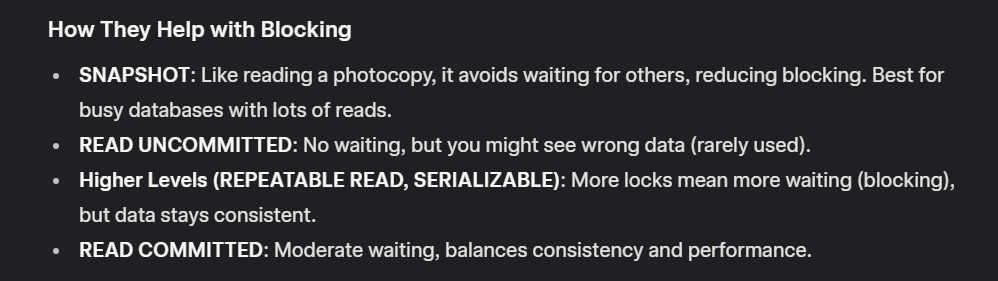 How They Help with Blocking
• SNAPSHOT: Like reading a photocopy, it avoids waiting for others, reducing blocking. Best for
busy databases with lots of reads.
• READ UNCOMMITTED: No waiting, but you might see wrong data (rarely used).
• Higher Levels (REPEATABLE READ, SERIALIZABLE): More locks mean more waiting (blocking),
but data stays consistent.
• READ COMMITTED: Moderate waiting, balances consistency and performance.